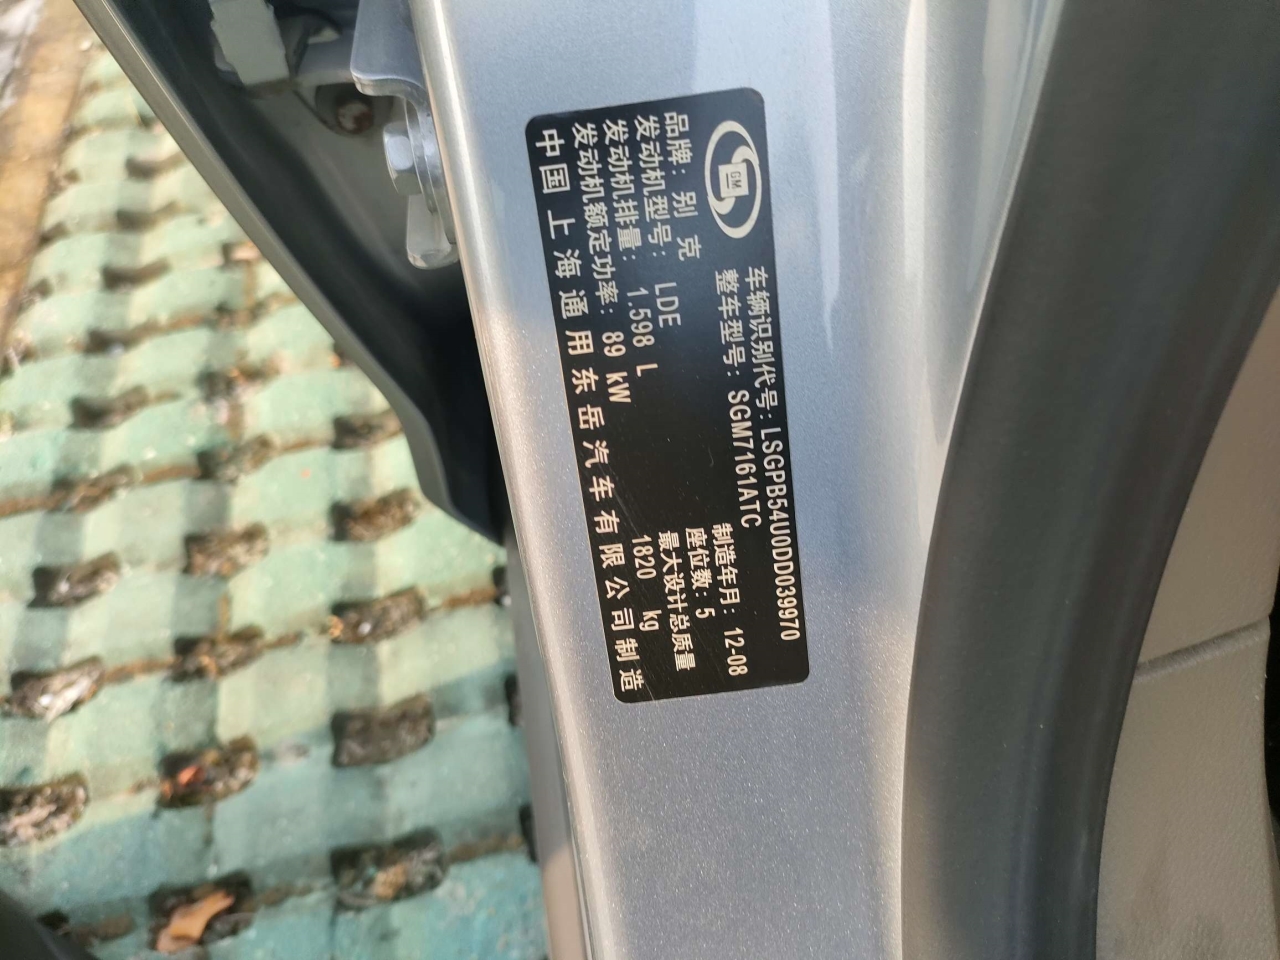 GM
车辆识别代号: LSGPB54U0DD039970
整车型号: SGM7161ATC
品牌: 别 克
制造年月: 12-08
发动机型号: LDE
座位数: 5
发动机排量: 1.598 L
最大设计总质量
发动机额定功率: 89 kW
1820 kg
中国 上海通用东岳汽车有限公司制造